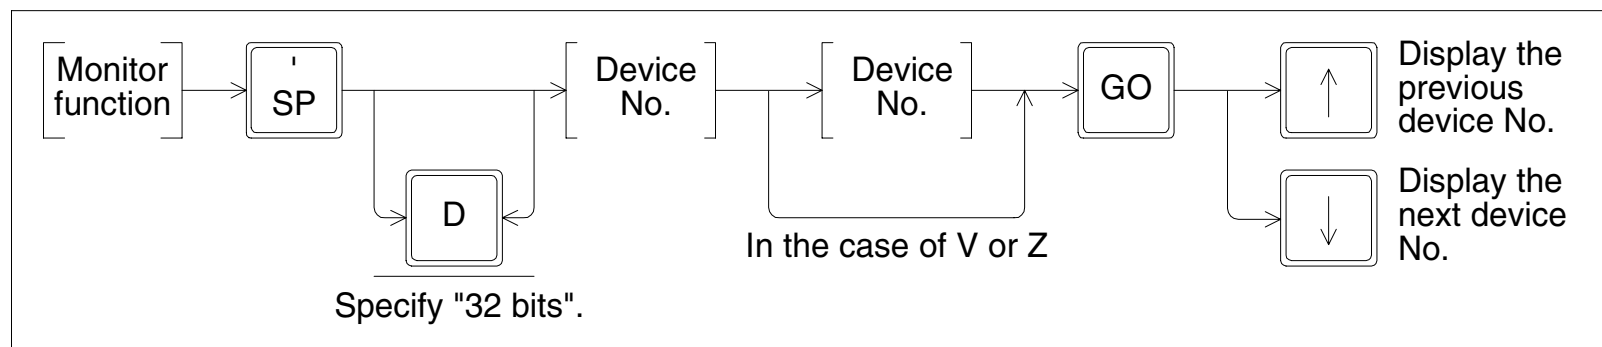 Monitor
function
'
SP
Device
No.
Device
No.
GO
↑
Display the
previous
device No.
D
Specify "32 bits".
In the case of V or Z
↓
Display the
next device
No.